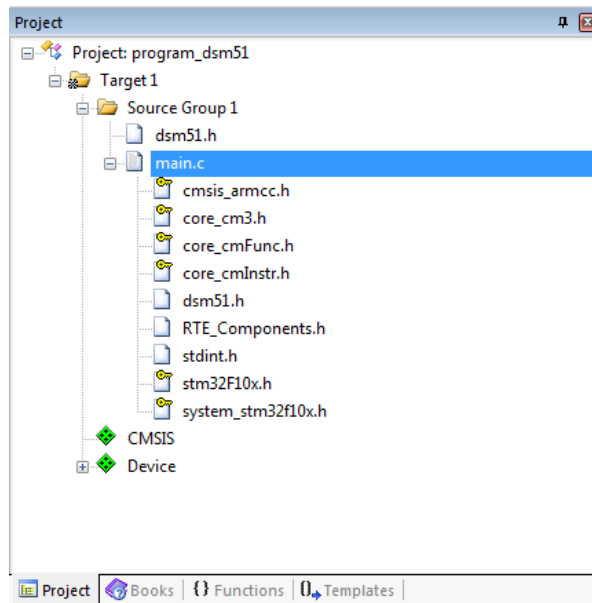 Project
Project: program_dsm51
Target 1
Source Group 1
dsm51.h
main.c
cmsis_armcc.h
core_cm3.h
core_cmFunc.h
core_cmInstr.h
dsm51.h
RTE_Components.h
stdint.h
stm32F10x.h
system_stm32f10x.h
CMSIS
Device
Project Books {} Functions 0 Templates